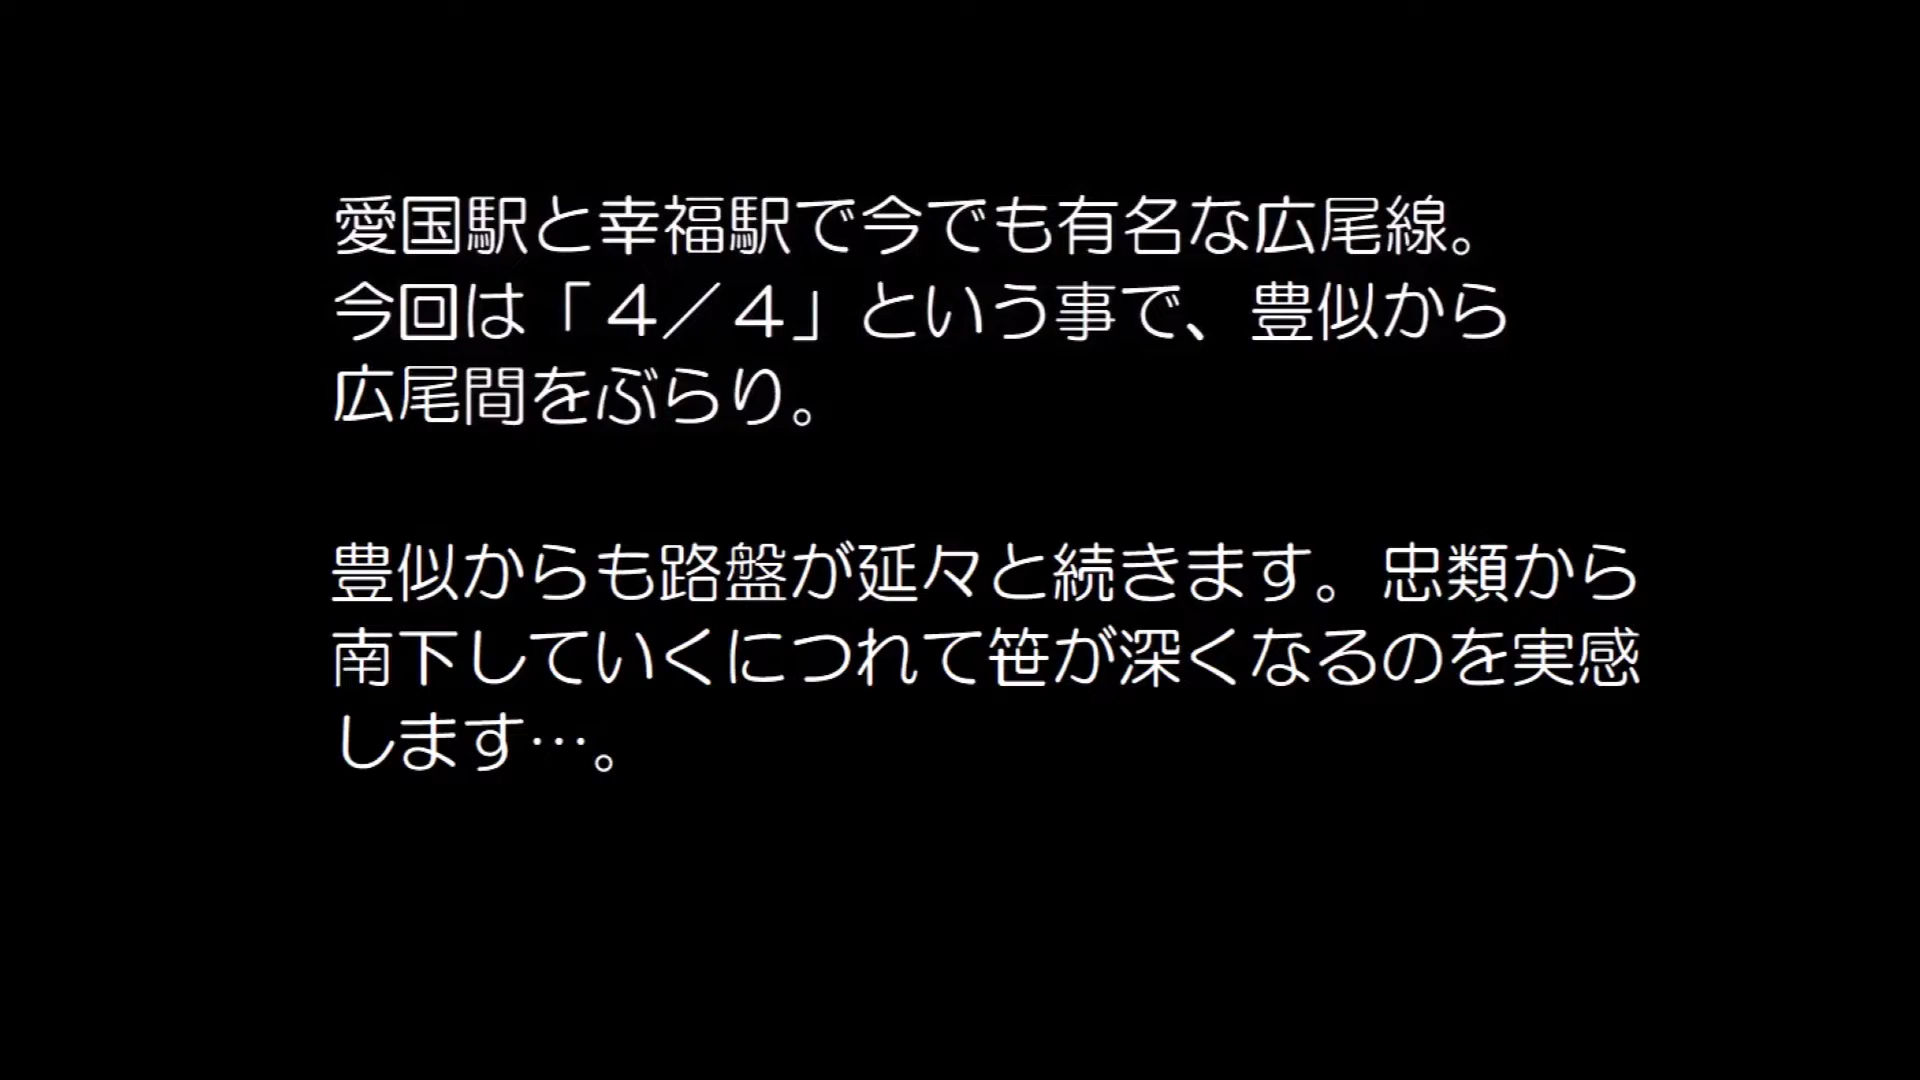 愛国駅と幸福駅で今でも有名な広尾線。
今回は「４／４」という事で、豊似から
広尾間をぶらり。
豊似からも路盤が延々と続きます。忠類から
南下していくにつれて笹が深くなるのを実感
します…。